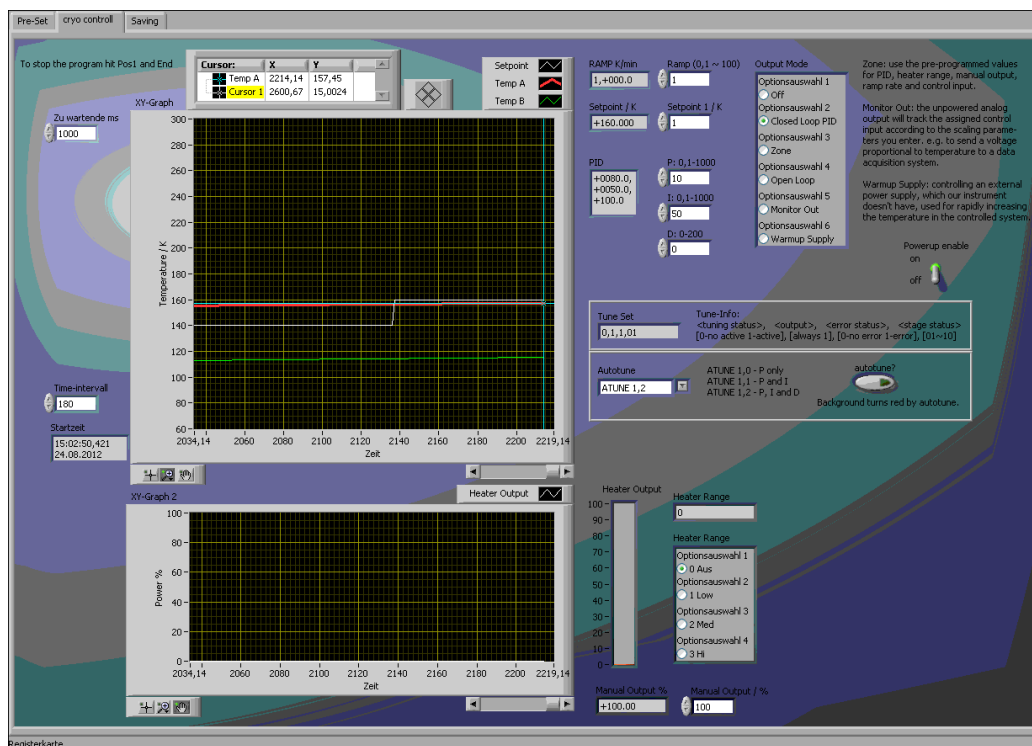 Pre-Set
cryo controll
Saving
To stop the program hit Pos1 and End
Cursor: X Y
Temp A 2214,14 157,45
Cursor 1 2600,67 15,0024
Setpoint
Temp A
Temp B
XY-Graph
Zu wartende ms
1000
300
280
260
240
220
200
180
160
140
120
100
80
60
Temperature / K
2034,14 2060 2080 2100 2120 2140 2160 2180 2200 2219,14
Zeit
Time-intervall
180
Startzeit
15:02:50,421
24.08.2012
XY-Graph 2
Heater Output
100
80
60
40
20
0
Power %
2034,14 2060 2080 2100 2120 2140 2160 2180 2200 2219,14
Zeit
RAMP K/min
1,+000.0
Ramp (0,1 ~ 100)
1
Setpoint / K
+160.000
Setpoint 1 / K
1
PID
+0080.0,
+0050.0,
+100.0
P: 0,1-1000
10
I: 0,1-1000
50
D: 0-200
0
Output Mode
Optionsauswahl 1
Off
Optionsauswahl 2
Closed Loop PID
Optionsauswahl 3
Zone
Optionsauswahl 4
Open Loop
Optionsauswahl 5
Monitor Out
Optionsauswahl 6
Warmup Supply
Zone: use the pre-programmed values
for PID, heater range, manual output,
ramp rate and control input.
Monitor Out: the unpowered analog
output will track the assigned control
input according to the scaling parame-
ters you enter. e.g. to send a voltage
proportional to temperature to a data
acquisition system.
Warmup Supply: controlling an external
power supply, which our instrument
doesn't have, used for rapidly increasing
the temperature in the controlled system.
Powerup enable
on
off
Tune Set
0,1,1,01
Tune-Info:
<tuning status>, <output>, <error status>, <stage status>
[0-no active 1-active], [always 1], [0-no error 1-error], [01~10]
Autotune
ATUNE 1,2
ATUNE 1,0 - P only
ATUNE 1,1 - P and I
ATUNE 1,2 - P, I and D
autotune?
Background turns red by autotune.
Heater Output
100
90
80
70
60
50
40
30
20
10
0
Heater Range
0
Heater Range
Optionsauswahl 1
0 Aus
Optionsauswahl 2
1 Low
Optionsauswahl 3
2 Med
Optionsauswahl 4
3 Hi
Manual Output %
+100.00
Manual Output / %
100
Registerkarte